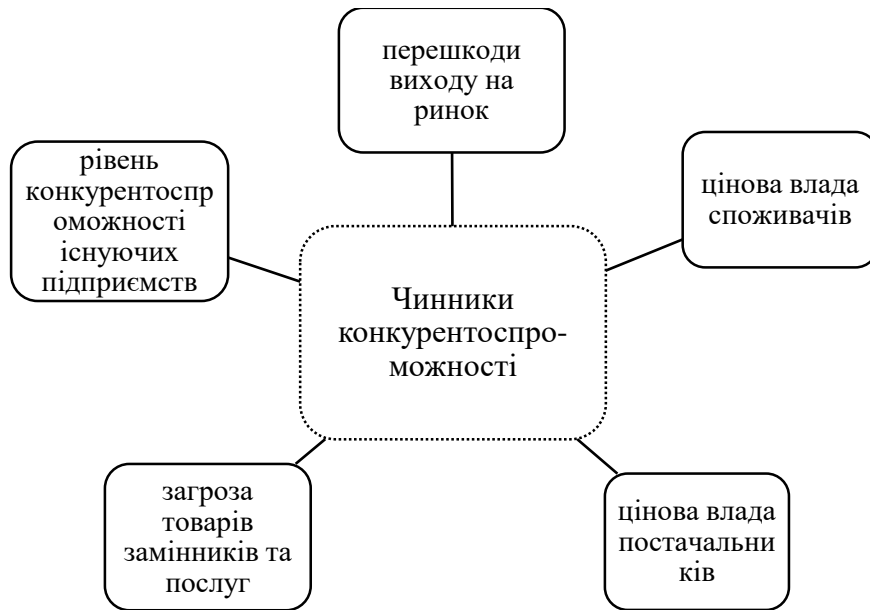 перешкоди
виходу на
ринок
рівень
конкурентоспр
оможності
існуючих
підприємств
цінова влада
споживачів
Чинники
конкурентоспро-
можності
загроза
товарів
замінників та
послуг
цінова влада
постачальни
ків